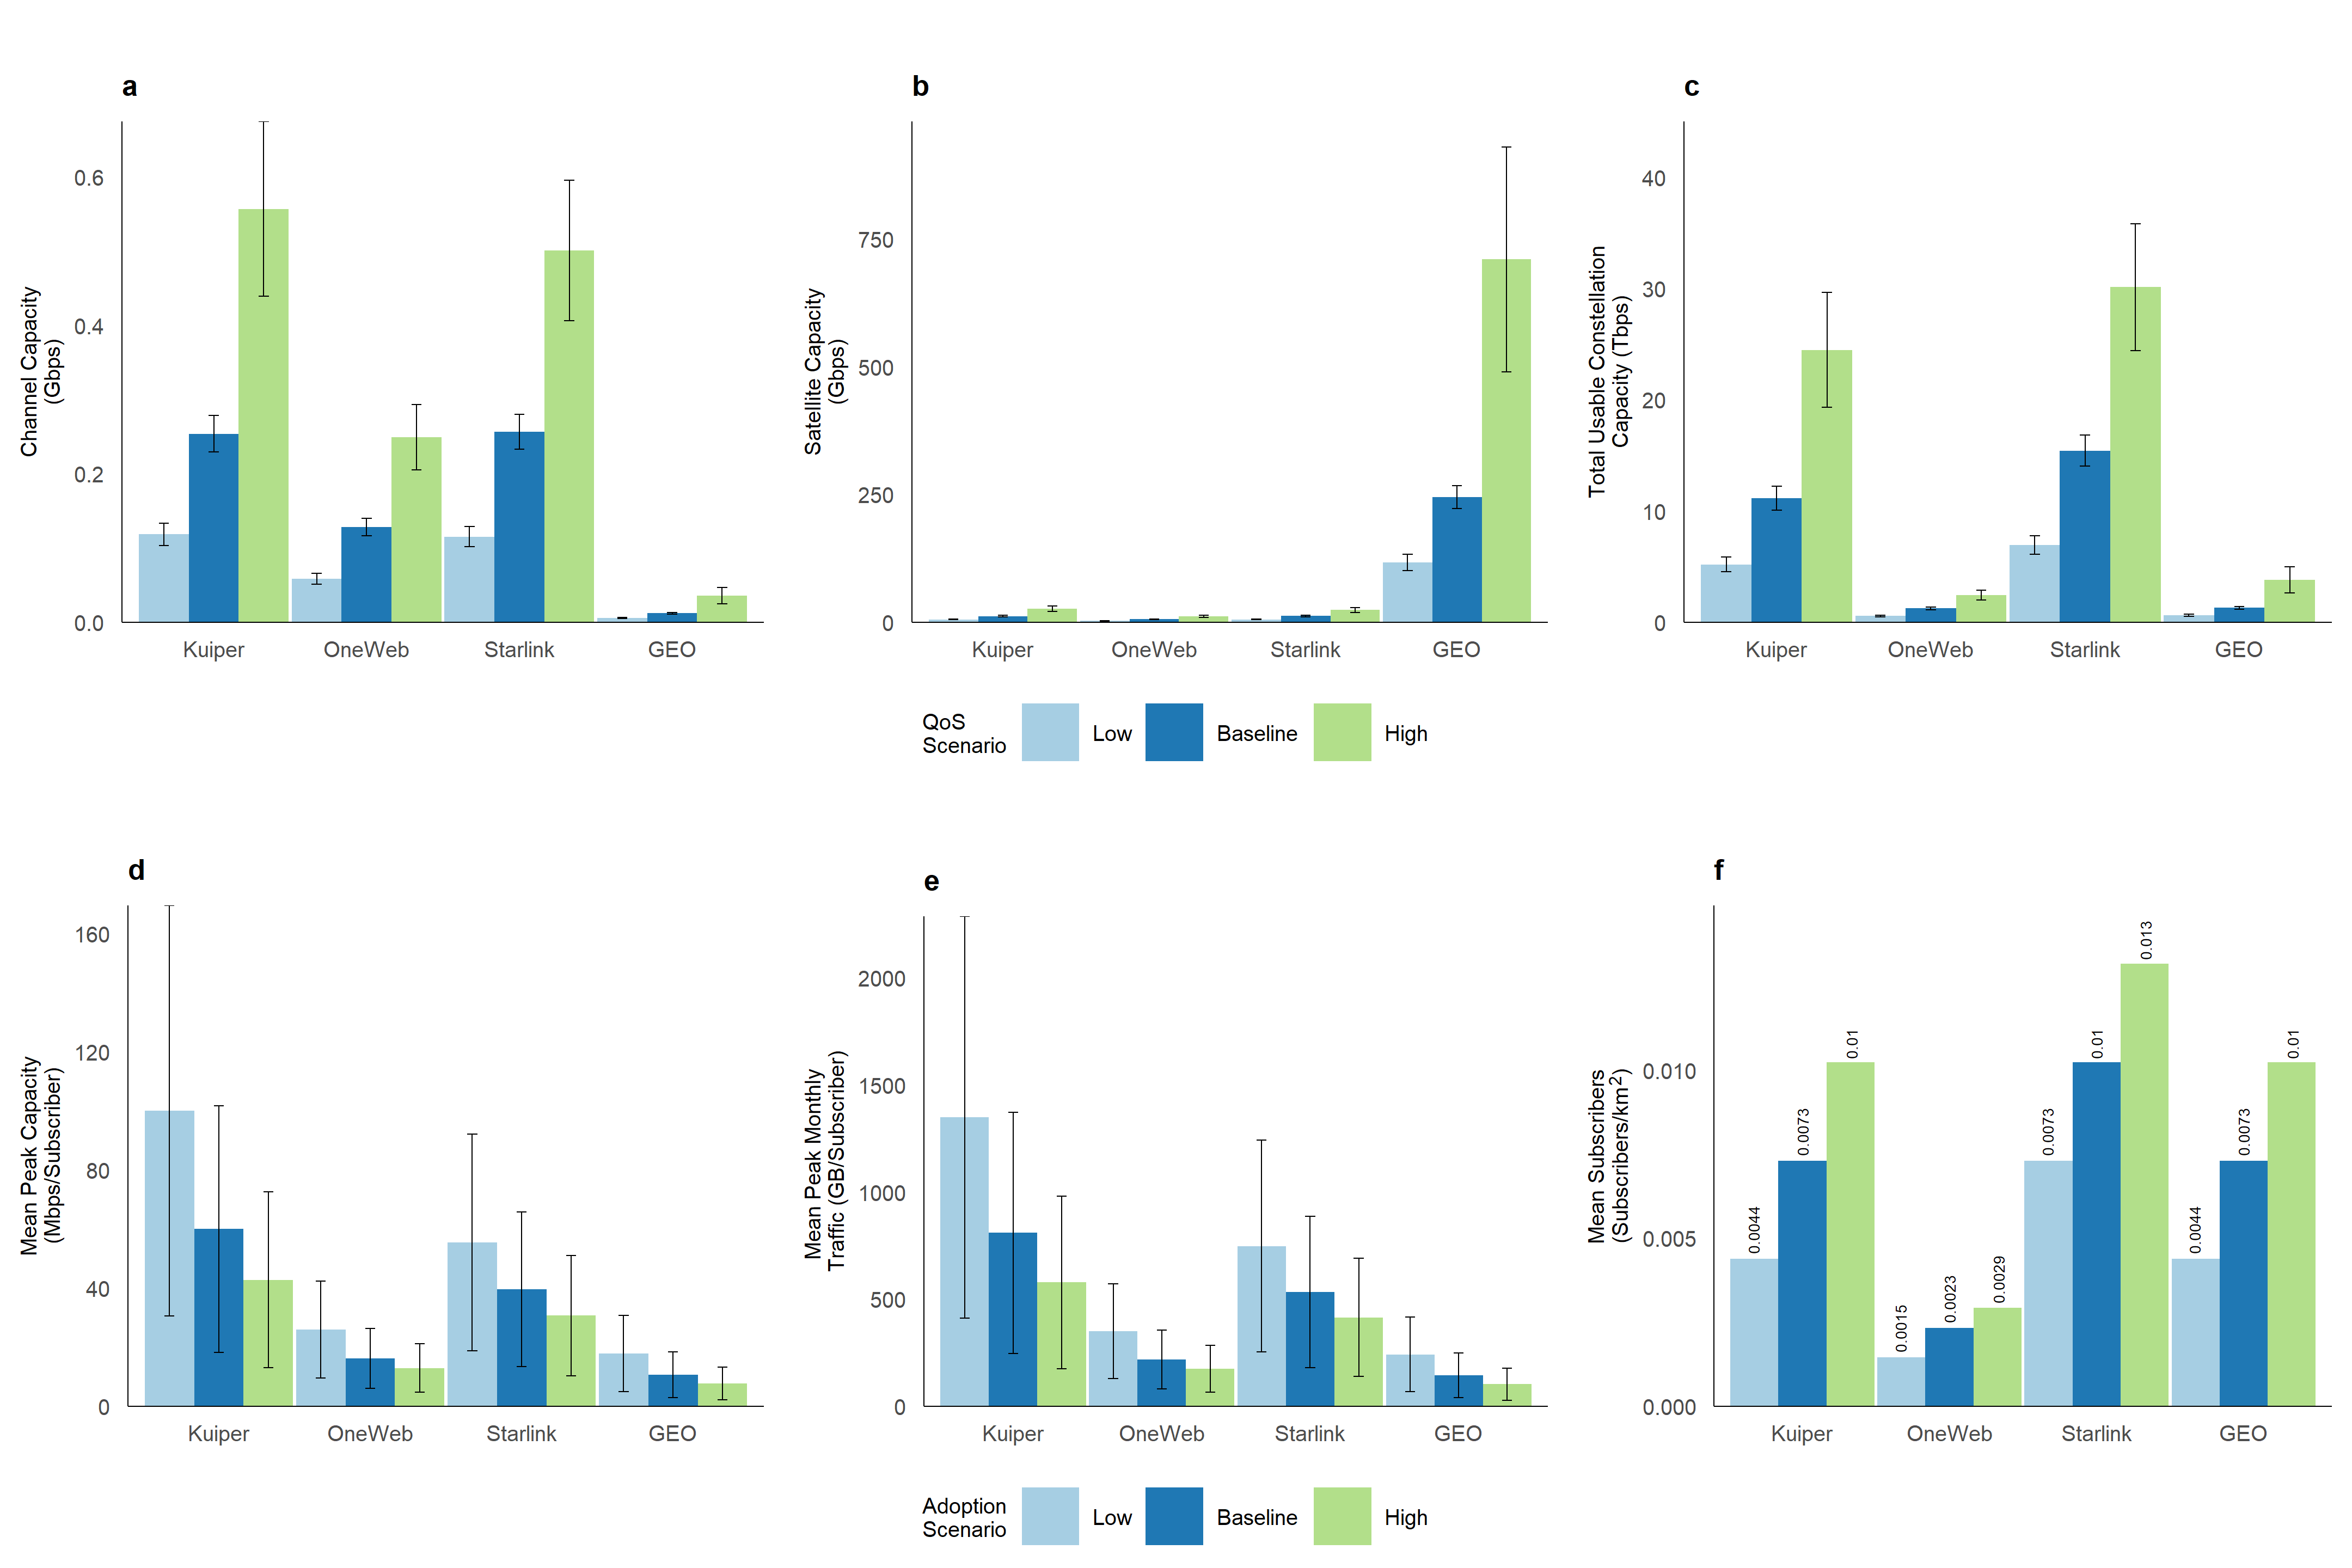 a
b
c
Channel Capacity
(Gbps)
0.6
0.4
0.2
0.0
Kuiper
OneWeb
Starlink
GEO
Satellite Capacity
(Gbps)
750
500
250
0
Kuiper
OneWeb
Starlink
GEO
Total Usable Constellation
Capacity (Tbps)
40
30
20
10
0
Kuiper
OneWeb
Starlink
GEO
QoS
Scenario
Low
Baseline
High
d
e
f
Mean Peak Capacity
(Mbps/Subscriber)
160
120
80
40
0
Kuiper
OneWeb
Starlink
GEO
Mean Peak Monthly
Traffic (GB/Subscriber)
2000
1500
1000
500
0
Kuiper
OneWeb
Starlink
GEO
Mean Subscribers
(Subscribers/km²)
0.010
0.005
0.000
0.0044
0.0073
0.01
0.0015
0.0023
0.0029
0.0073
0.01
0.013
0.0044
0.0073
0.01
Kuiper
OneWeb
Starlink
GEO
Adoption
Scenario
Low
Baseline
High